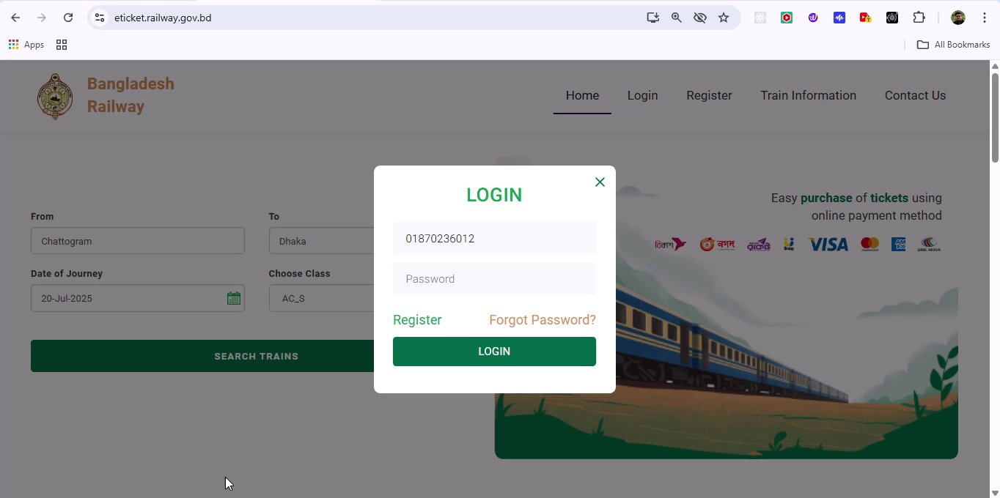 eticket.railway.gov.bd
Apps
All Bookmarks
Bangladesh
Railway
Home
Login
Register
Train Information
Contact Us
From
To
Chattogram
Dhaka
Date of Journey
Choose Class
20-Jul-2025
AC_S
SEARCH TRAINS
LOGIN
01870236012
Password
Register
Forgot Password?
LOGIN
Easy purchase of tickets using
online payment method
বিকাশ
নগদ
রকেট
VISA